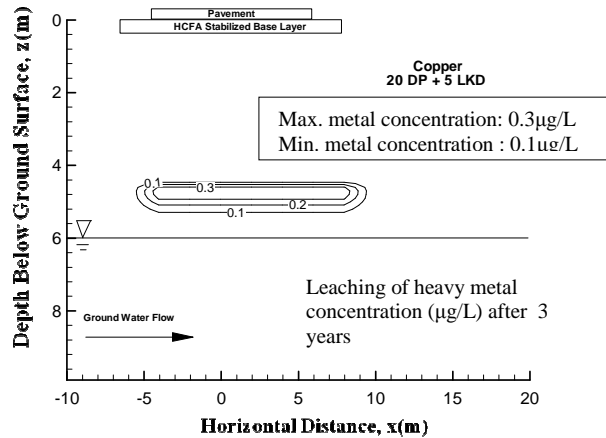 Pavement
HCFA Stabilized Base Layer
Copper
20 DP + 5 LKD
Max. metal concentration: 0.3μg/L
Min. metal concentration : 0.1μg/L
0.1
0.3
0.2
0.1
Leaching of heavy metal
concentration (μg/L) after 3
years
Ground Water Flow
Depth Below Ground Surface, z(m)
0
2
4
6
8
-10
-5
0
5
10
15
20
Horizontal Distance, x(m)